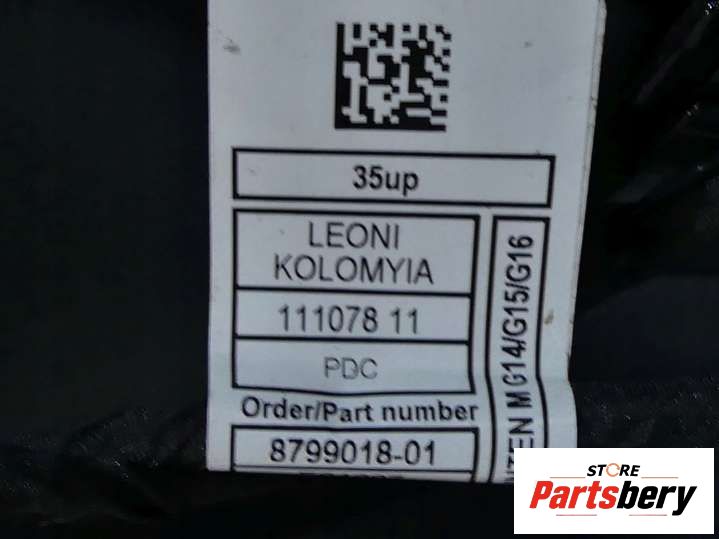 35up
LEONI
KOLOMYIA
111078 11
PDC
Order/Part number
8799018-01
M G14/G15/G16
STORE
Partsbery